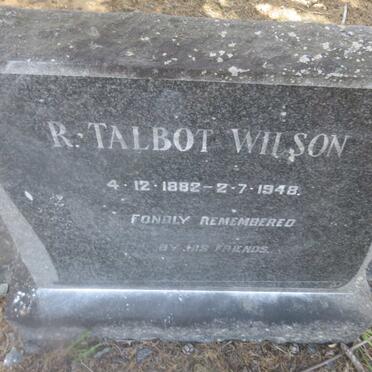 R. TALBOT WILSON
4·12·1882–2·7·1948.
FONDLY REMEMBERED
BY HIS FRIENDS.